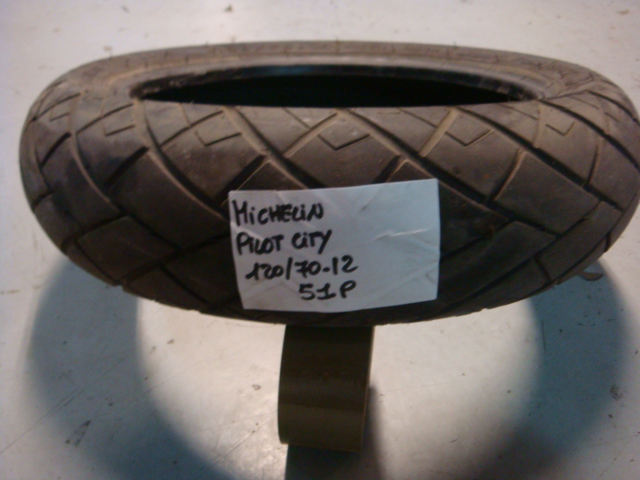 MiCHELiN
PiLOT CiTY
120/70-12
51P